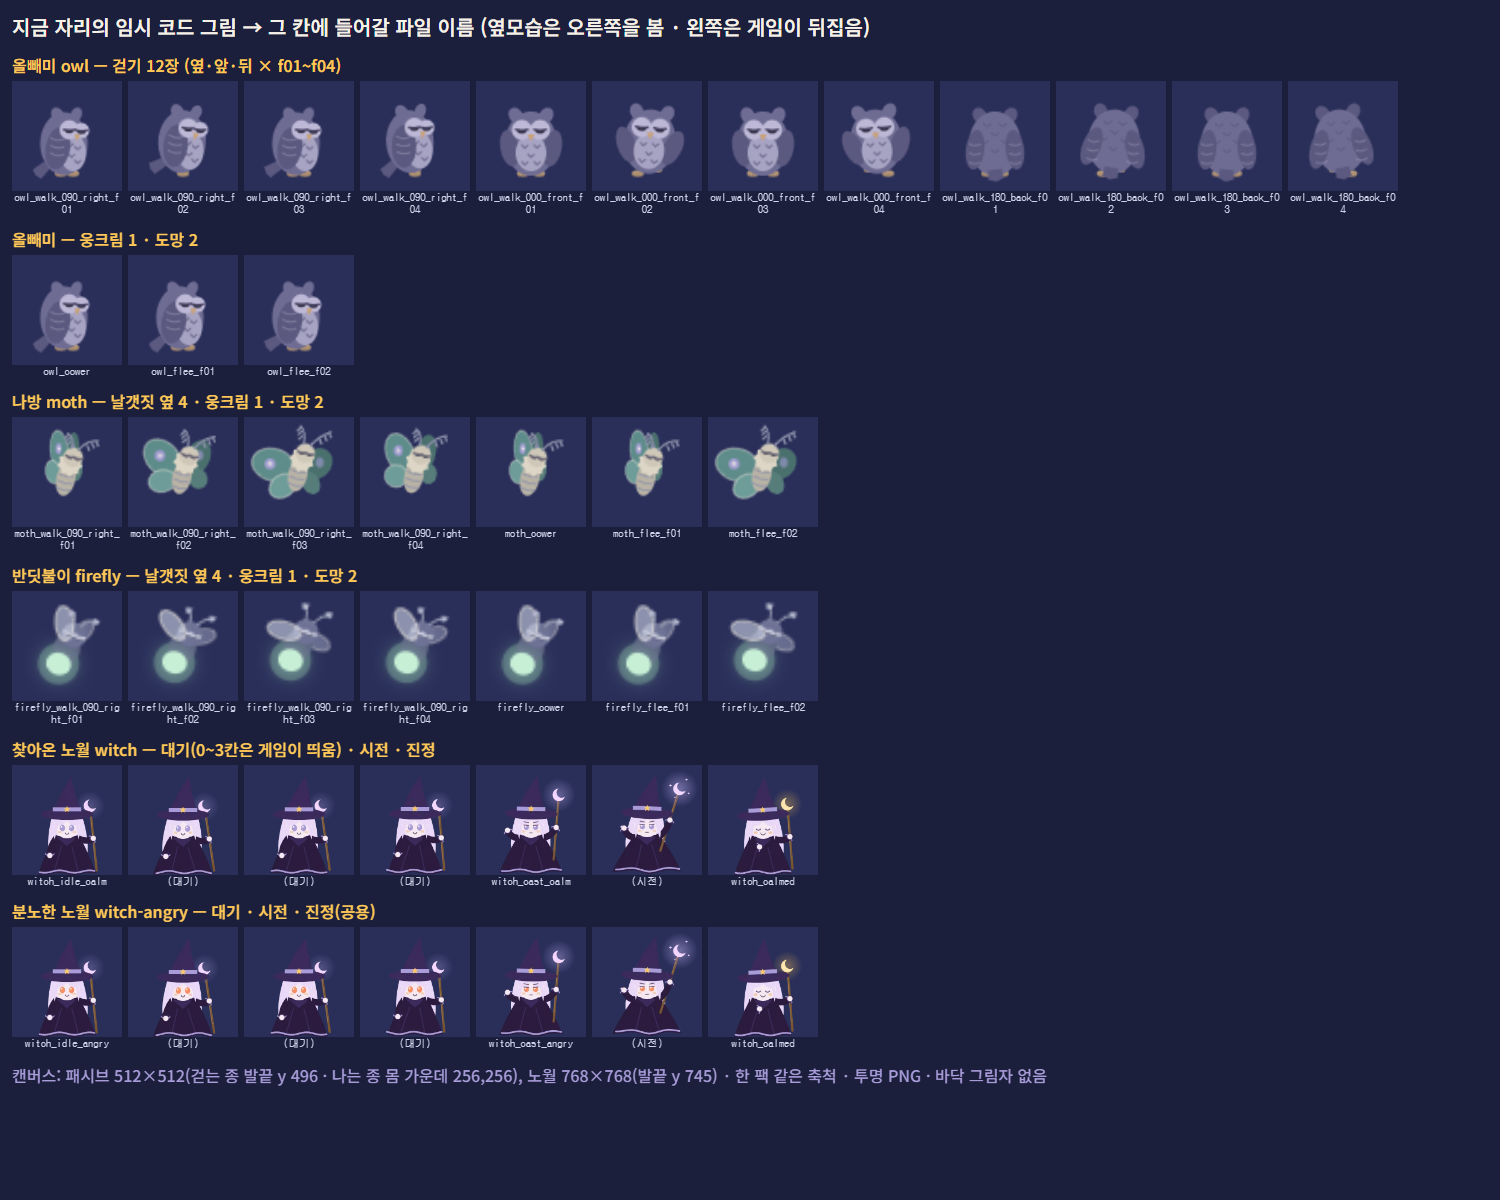 지금 자리의 임시 코드 그림 → 그 칸에 들어갈 파일 이름 (옆모습은 오른쪽을 봄 · 왼쪽은 게임이 뒤집음)
올빼미 owl — 걷기 12장 (옆·앞·뒤 × f01~f04)
owl_walk_090_right_f01
owl_walk_090_right_f02
owl_walk_090_right_f03
owl_walk_090_right_f04
owl_walk_000_front_f01
owl_walk_000_front_f02
owl_walk_000_front_f03
owl_walk_000_front_f04
owl_walk_180_back_f01
owl_walk_180_back_f02
owl_walk_180_back_f03
owl_walk_180_back_f04
올빼미 — 웅크림 1 · 도망 2
owl_cower
owl_flee_f01
owl_flee_f02
나방 moth — 날갯짓 옆 4 · 웅크림 1 · 도망 2
moth_walk_090_right_f01
moth_walk_090_right_f02
moth_walk_090_right_f03
moth_walk_090_right_f04
moth_cower
moth_flee_f01
moth_flee_f02
반딧불이 firefly — 날갯짓 옆 4 · 웅크림 1 · 도망 2
firefly_walk_090_right_f01
firefly_walk_090_right_f02
firefly_walk_090_right_f03
firefly_walk_090_right_f04
firefly_cower
firefly_flee_f01
firefly_flee_f02
찾아온 노월 witch — 대기(0~3칸은 게임이 띄움) · 시전 · 진정
witch_idle_calm
(대기)
(대기)
(대기)
witch_cast_calm
(시전)
witch_calmed
분노한 노월 witch-angry — 대기 · 시전 · 진정(공용)
witch_idle_angry
(대기)
(대기)
(대기)
witch_cast_angry
(시전)
witch_calmed
캔버스: 패시브 512×512(걷는 종 발끝 y 496 · 나는 종 몸 가운데 256,256), 노월 768×768(발끝 y 745) · 한 팩 같은 축척 · 투명 PNG · 바닥 그림자 없음